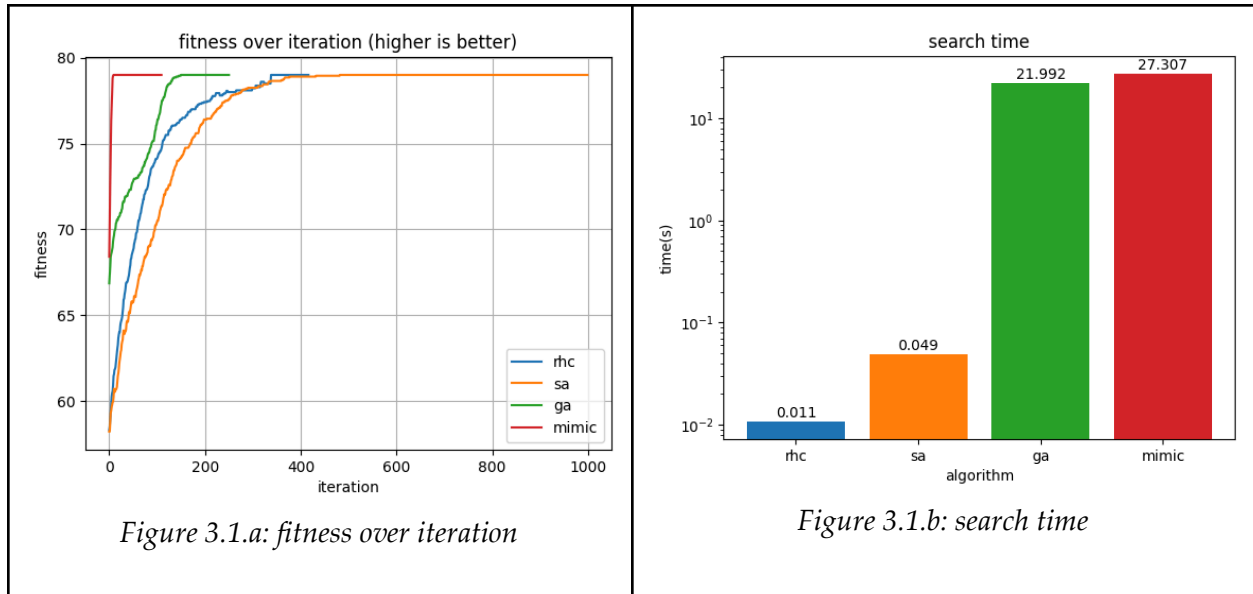 fitness over iteration (higher is better)
80
75
70
65
60
fitness
0
200
400
600
800
1000
iteration
rhc
sa
ga
mimic
Figure 3.1.a: fitness over iteration
search time
10¹
10⁰
10⁻¹
10⁻²
time(s)
0.011
0.049
21.992
27.307
rhc
sa
ga
mimic
algorithm
Figure 3.1.b: search time